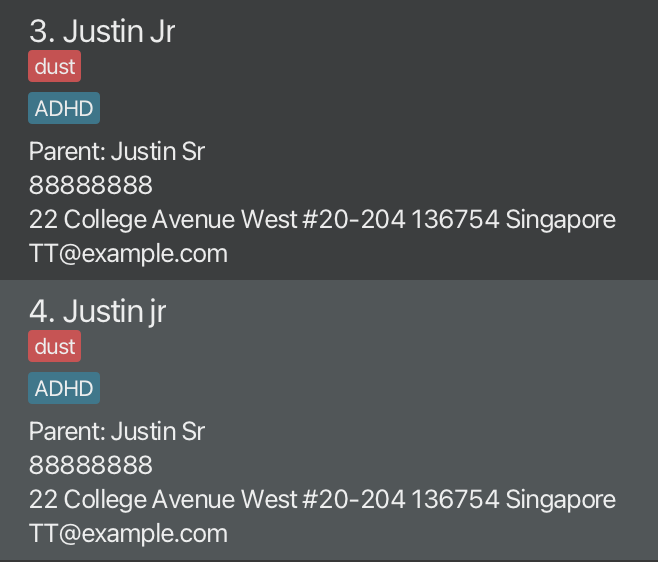 3. Justin Jr
dust
ADHD
Parent: Justin Sr
88888888
22 College Avenue West #20-204 136754 Singapore
TT@example.com
4. Justin jr
dust
ADHD
Parent: Justin Sr
88888888
22 College Avenue West #20-204 136754 Singapore
TT@example.com